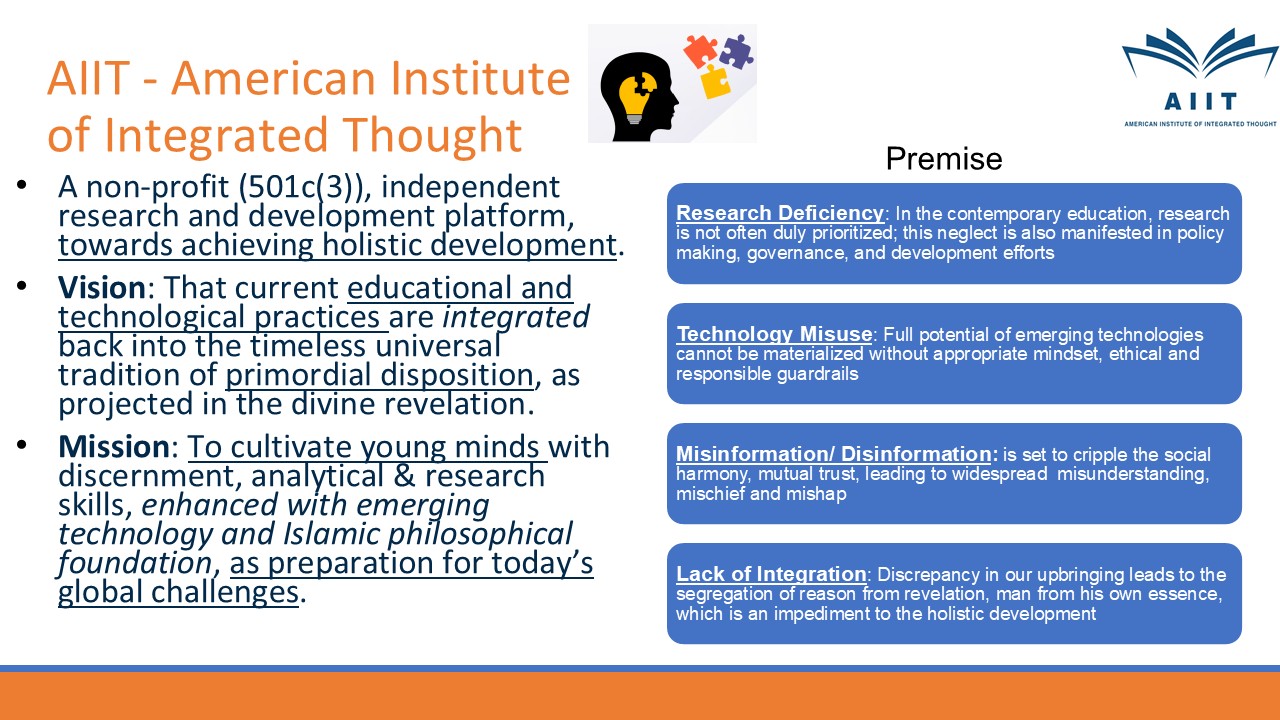 AIIT - American Institute
of Integrated Thought
• A non-profit (501c(3)), independent
research and development platform,
towards achieving holistic development.
• Vision: That current educational and
technological practices are integrated
back into the timeless universal
tradition of primordial disposition, as
projected in the divine revelation.
• Mission: To cultivate young minds with
discernment, analytical & research
skills, enhanced with emerging
technology and Islamic philosophical
foundation, as preparation for today’s
global challenges.
AIIT
AMERICAN INSTITUTE OF INTEGRATED THOUGHT
Premise
Research Deficiency: In the contemporary education, research
is not often duly prioritized; this neglect is also manifested in policy
making, governance, and development efforts
Technology Misuse: Full potential of emerging technologies
cannot be materialized without appropriate mindset, ethical and
responsible guardrails
Misinformation/ Disinformation: is set to cripple the social
harmony, mutual trust, leading to widespread  misunderstanding,
mischief and mishap
Lack of Integration: Discrepancy in our upbringing leads to the
segregation of reason from revelation, man from his own essence,
which is an impediment to the holistic development